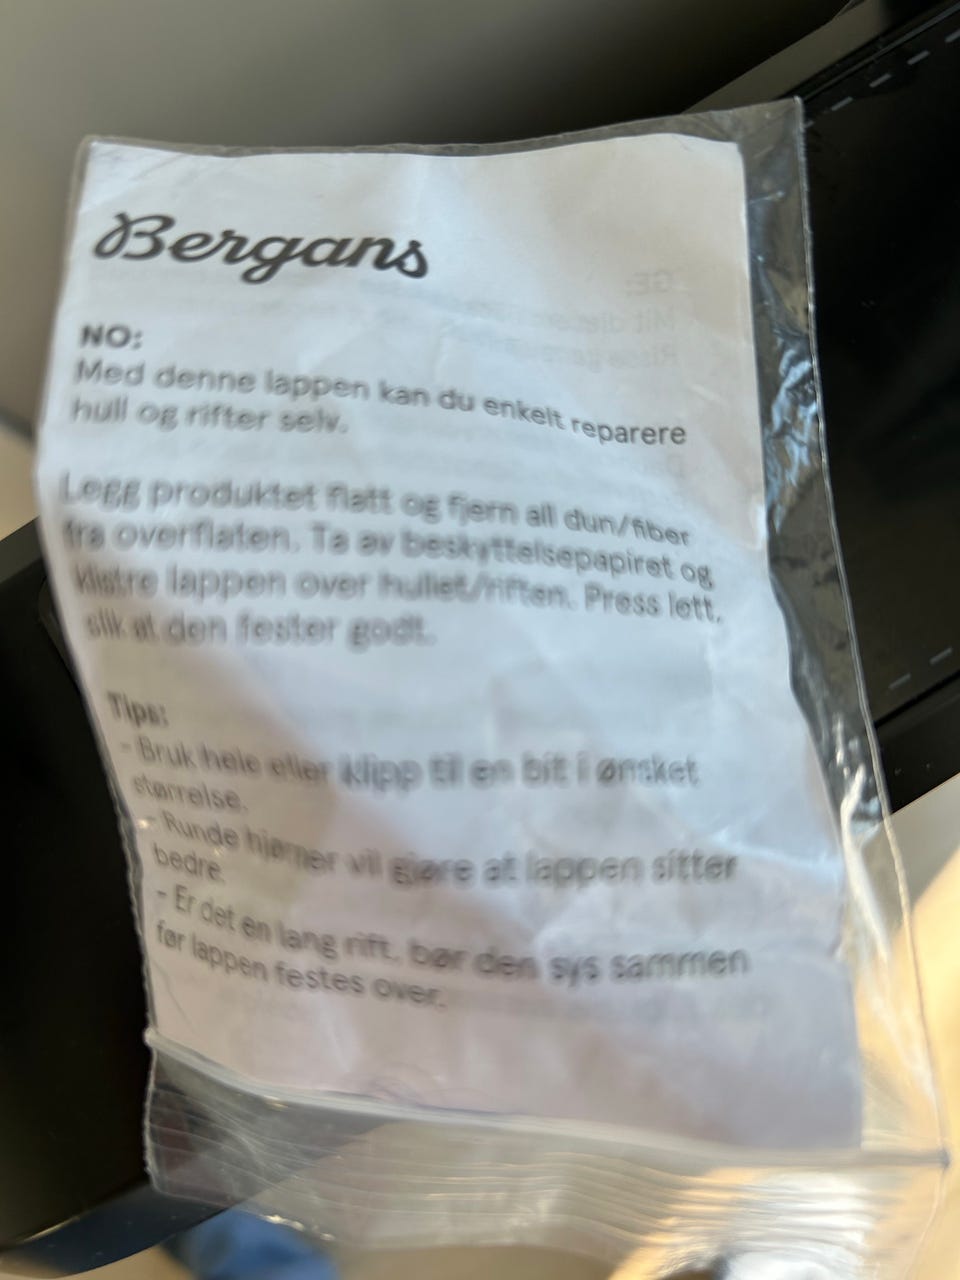 Bergans
NO:
Med denne lappen kan du enkelt reparere
hull og rifter selv.
Legg produktet flatt og fjern all dun/fiber
fra overflaten. Ta av beskyttelsepapiret og
klistre lappen over hullet/riften. Press lett,
slik at den fester godt.
Tips:
- Bruk hele eller klipp til en bit i ønsket
størrelse.
- Runde hjørner vil gjøre at lappen sitter
bedre.
- Er det en lang rift, bør den sys sammen
før lappen festes over.